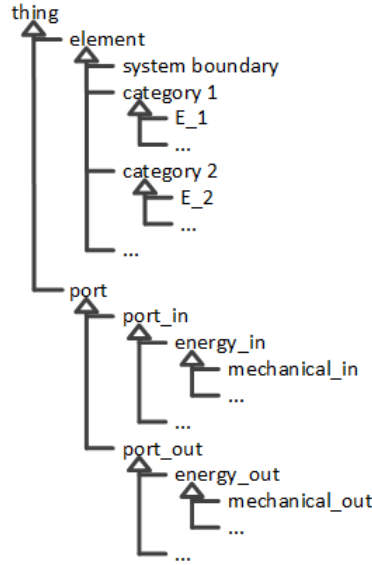 thing
element
system boundary
category 1
E_1
...
category 2
E_2
...
...
port
port_in
energy_in
mechanical_in
...
...
port_out
energy_out
mechanical_out
...
...